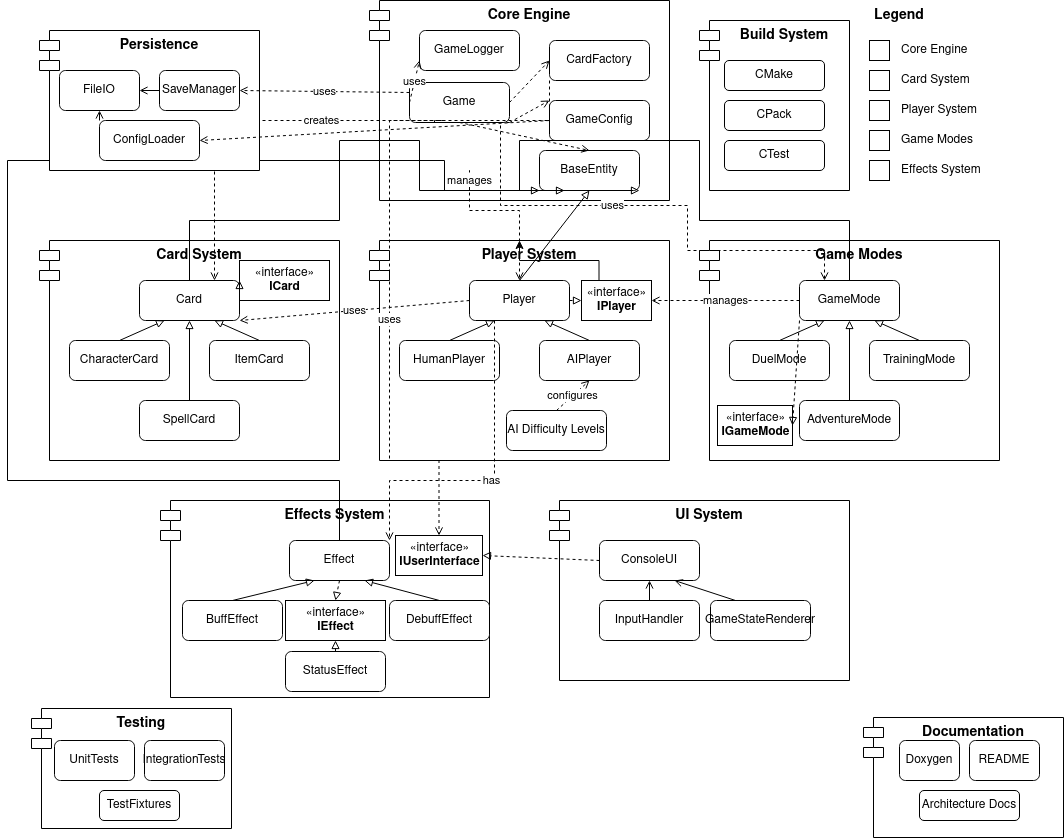 Core Engine
GameLogger
CardFactory
Game
GameConfig
BaseEntity
uses
uses
creates
manages
uses
Persistence
FileIO
SaveManager
ConfigLoader
Build System
CMake
CPack
CTest
Legend
Core Engine
Card System
Player System
Game Modes
Effects System
Card System
«interface»
ICard
Card
CharacterCard
ItemCard
SpellCard
uses
uses
Player System
Player
«interface»
IPlayer
HumanPlayer
AIPlayer
configures
AI Difficulty Levels
manages
Game Modes
GameMode
DuelMode
TrainingMode
«interface»
IGameMode
AdventureMode
has
Effects System
Effect
«interface»
IUserInterface
BuffEffect
«interface»
IEffect
DebuffEffect
StatusEffect
UI System
ConsoleUI
InputHandler
GameStateRenderer
Testing
UnitTests
IntegrationTests
TestFixtures
Documentation
Doxygen
README
Architecture Docs